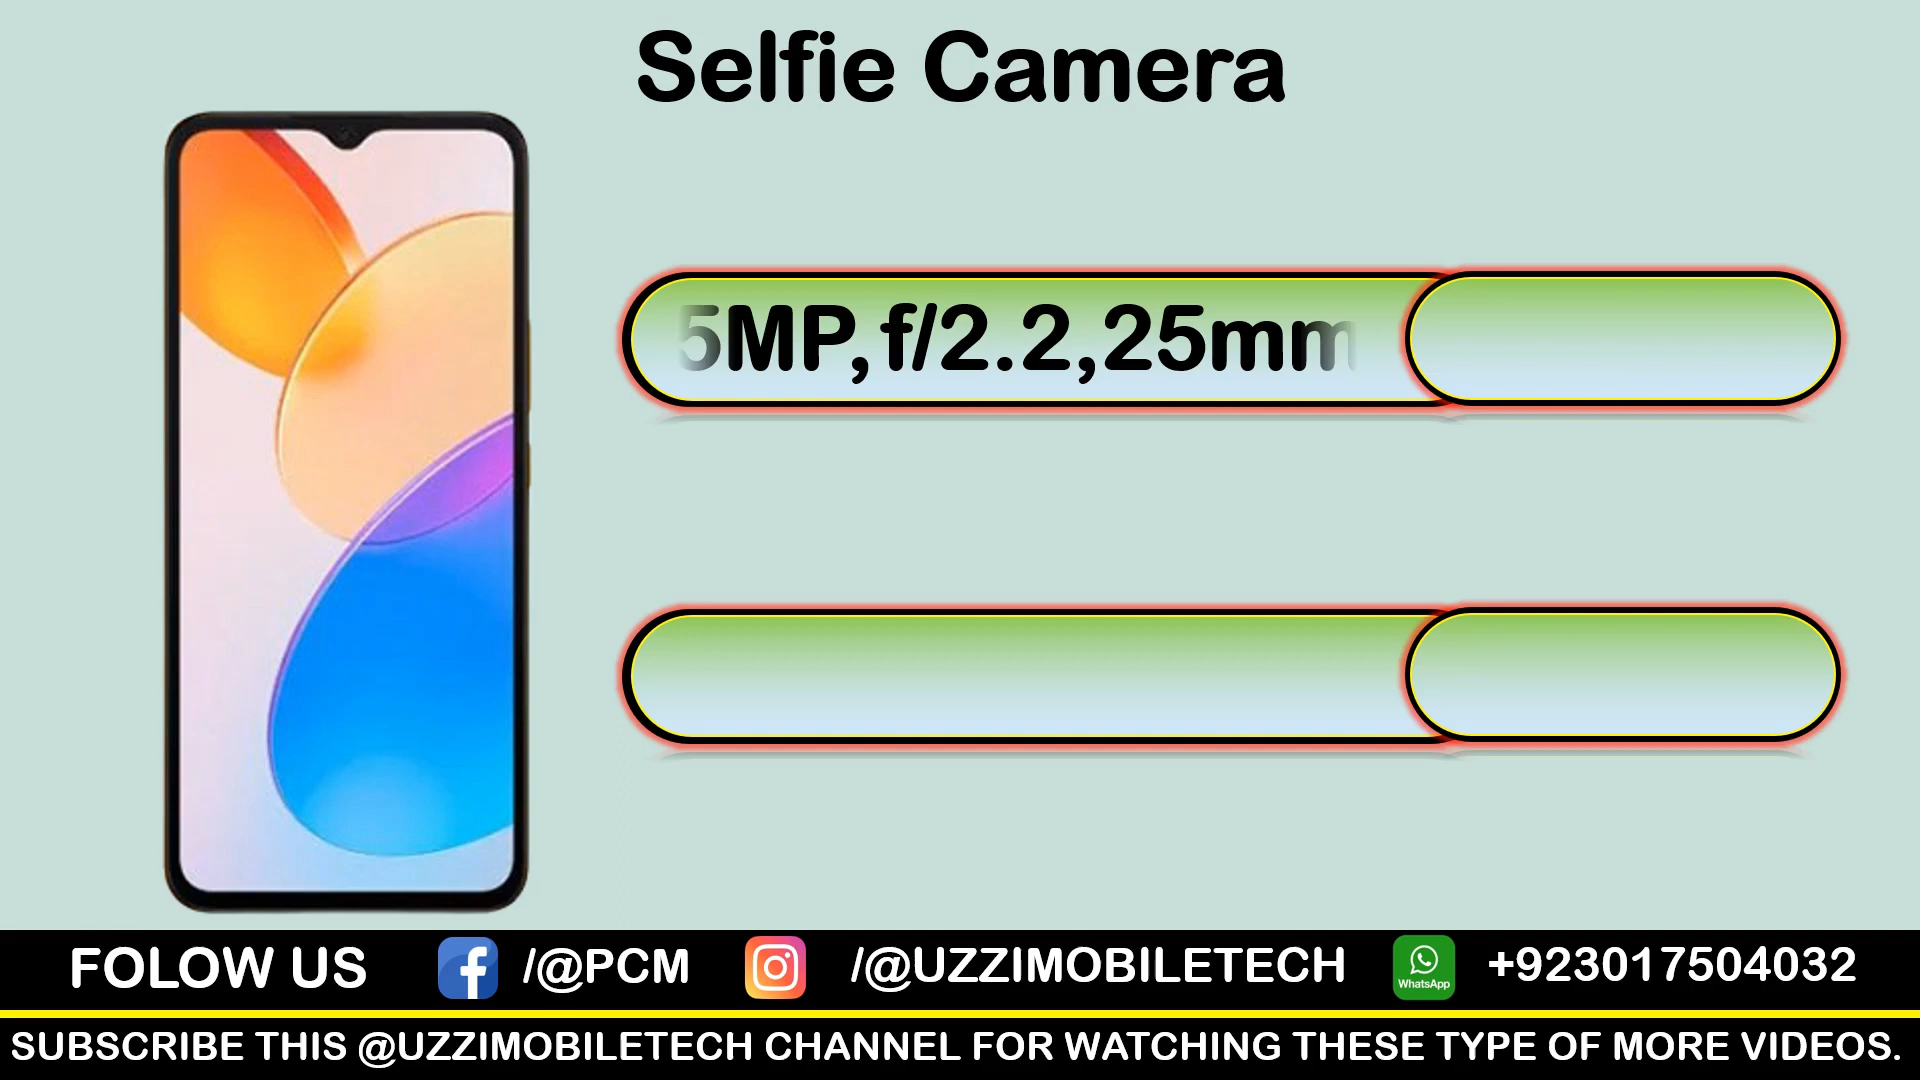 Selfie Camera
5MP,f/2.2,25mm
FOLOW US /@PCM /@UZZIMOBILETECH WhatsApp +923017504032
SUBSCRIBE THIS @UZZIMOBILETECH CHANNEL FOR WATCHING THESE TYPE OF MORE VIDEOS.